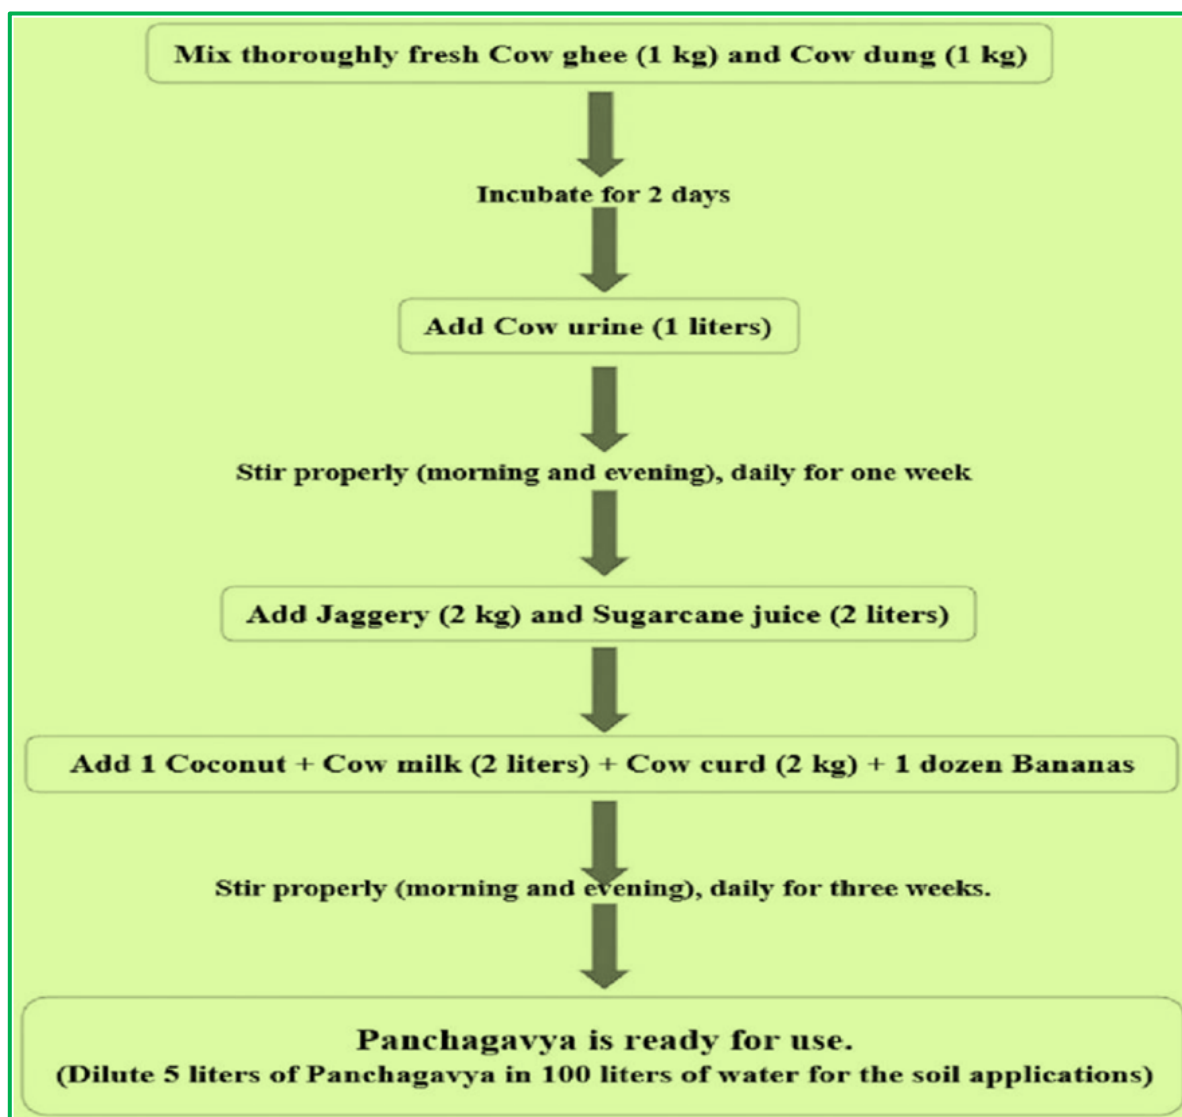 Mix thoroughly fresh Cow ghee (1 kg) and Cow dung (1 kg)
Incubate for 2 days
Add Cow urine (1 liters)
Stir properly (morning and evening), daily for one week
Add Jaggery (2 kg) and Sugarcane juice (2 liters)
Add 1 Coconut + Cow milk (2 liters) + Cow curd (2 kg) + 1 dozen Bananas
Stir properly (morning and evening), daily for three weeks.
Panchagavya is ready for use.
(Dilute 5 liters of Panchagavya in 100 liters of water for the soil applications)